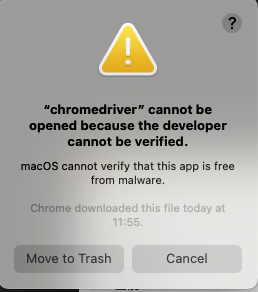 ?
“chromedriver” cannot be
opened because the developer
cannot be verified.
macOS cannot verify that this app is free
from malware.
Chrome downloaded this file today at
11:55.
Move to Trash Cancel